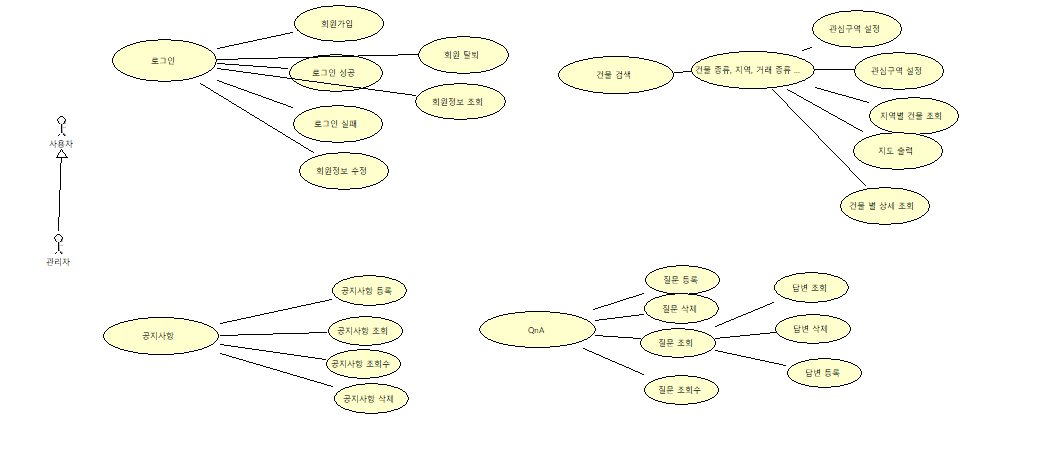 회원가입
로그인
회원 탈퇴
로그인 성공
회원정보 조회
로그인 실패
회원정보 수정
관심구역 설정
건물 검색
건물 종류, 지역, 거래 종류 ...
관심구역 설정
지역별 건물 조회
지도 출력
건물 별 상세 조회
사용자
관리자
공지사항 등록
공지사항
공지사항 조회
공지사항 조회수
공지사항 삭제
질문 등록
질문 삭제
QnA
질문 조회
질문 조회수
답변 조회
답변 삭제
답변 등록